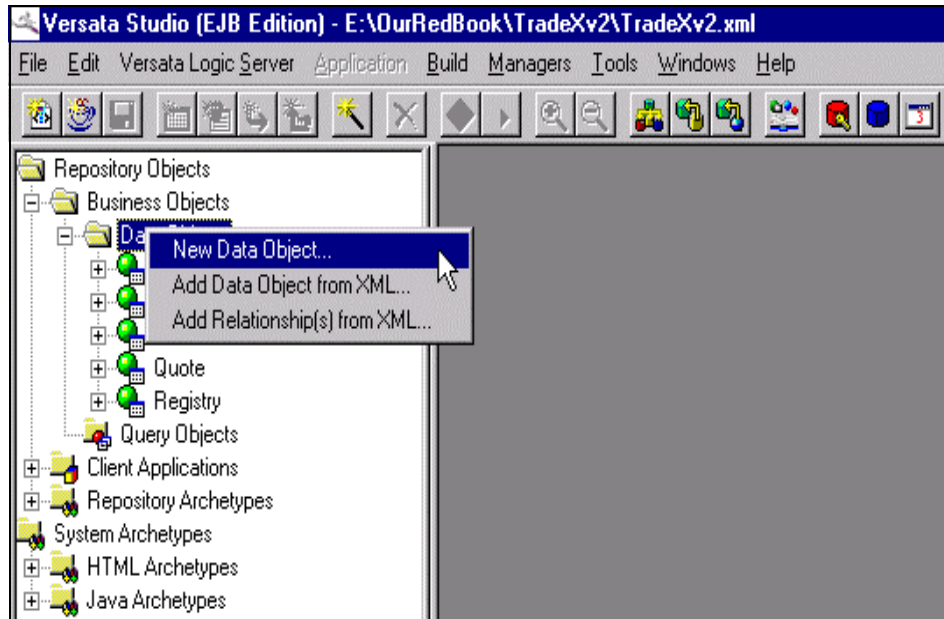 Versata Studio (EJB Edition) - E:\OurRedBook\TradeXv2\TradeXv2.xml
File Edit Versata Logic Server Application Build Managers Tools Windows Help
3
Repository Objects
Business Objects
New Data Object...
Add Data Object from XML...
Add Relationship(s) from XML...
Quote
Registry
Query Objects
Client Applications
Repository Archetypes
System Archetypes
HTML Archetypes
Java Archetypes